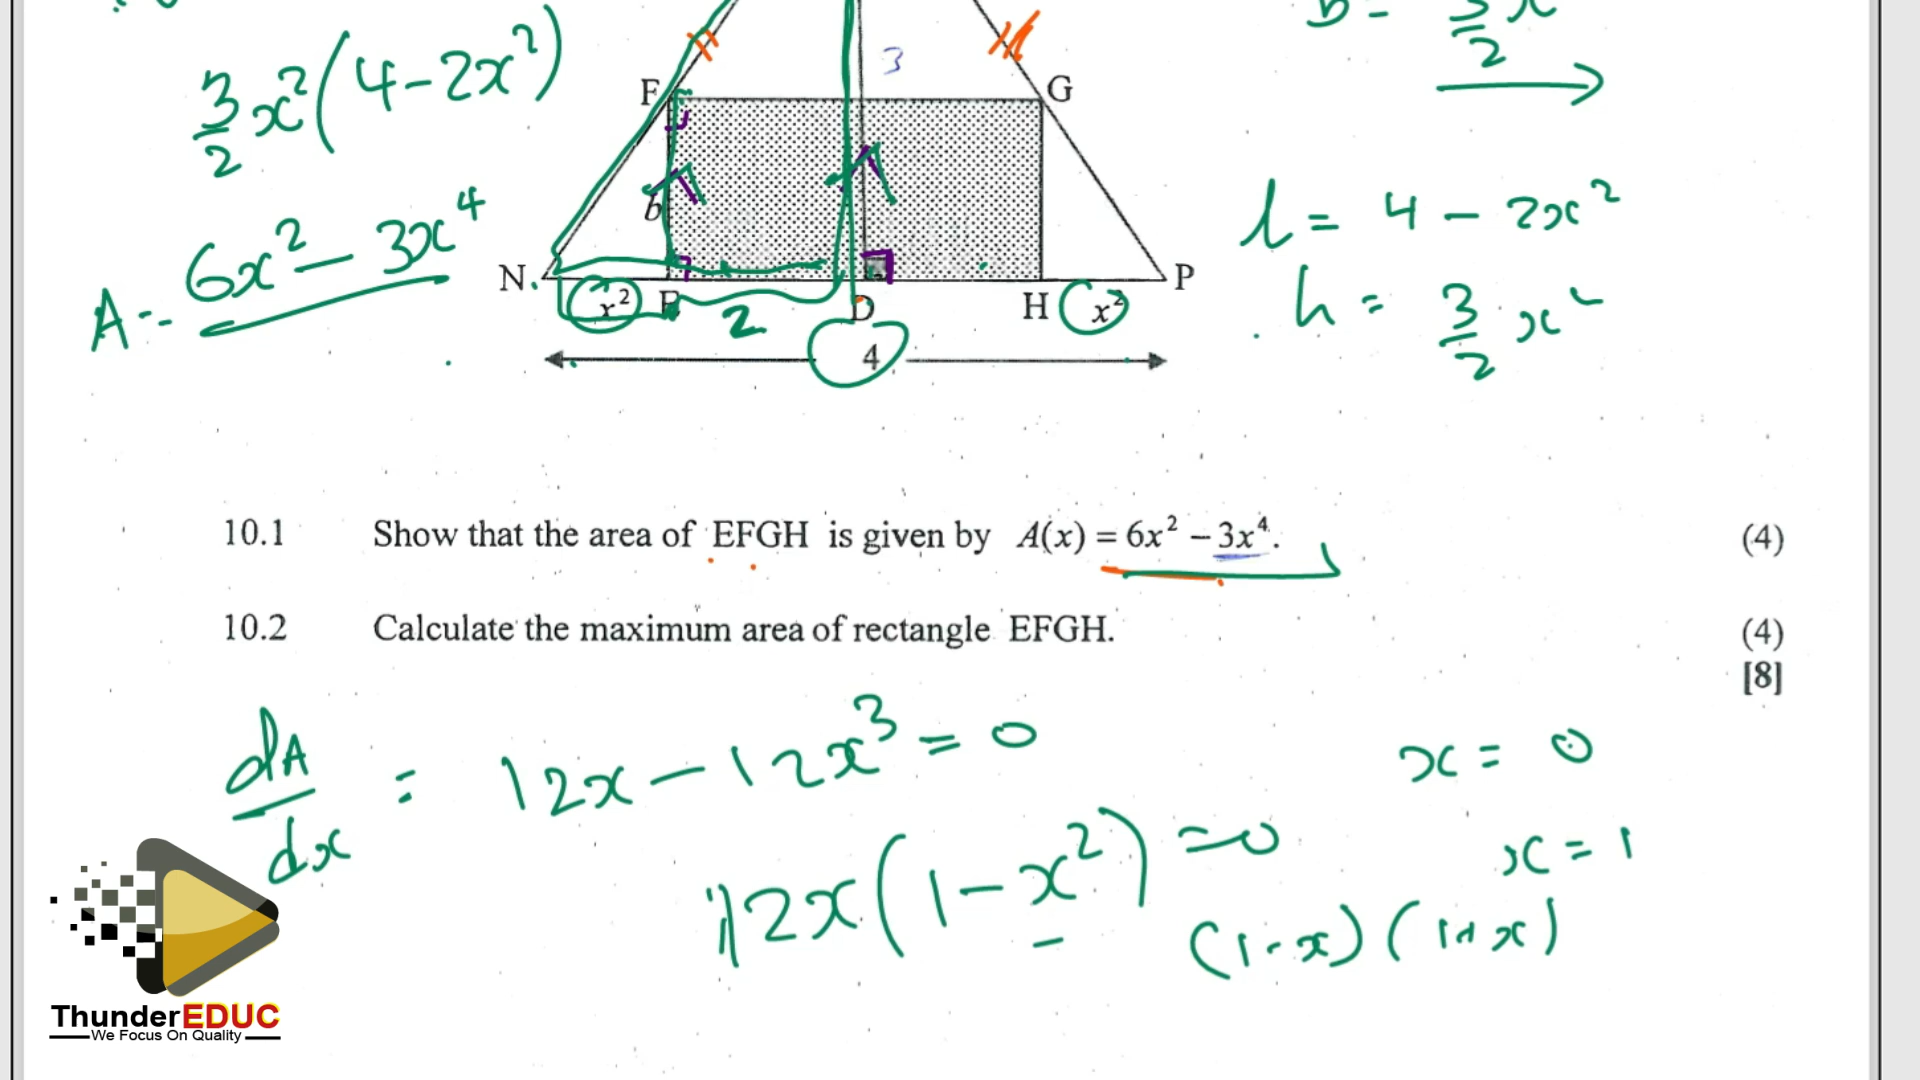 b = 3/2 x²
3/2 x² (4 - 2x²)
3
F G
b
A = 6x² - 3x⁴
l = 4 - 2x²
N x² E 2 D H x² P
h = 3/2 x²
4
10.1 Show that the area of EFGH is given by A(x) = 6x² – 3x⁴. (4)
10.2 Calculate the maximum area of rectangle EFGH. (4)
[8]
dA/dx = 12x - 12x³ = 0
x = 0
12x(1 - x²) = 0
x = 1
(1 - x)(1 + x)
ThunderEDUC
We Focus On Quality